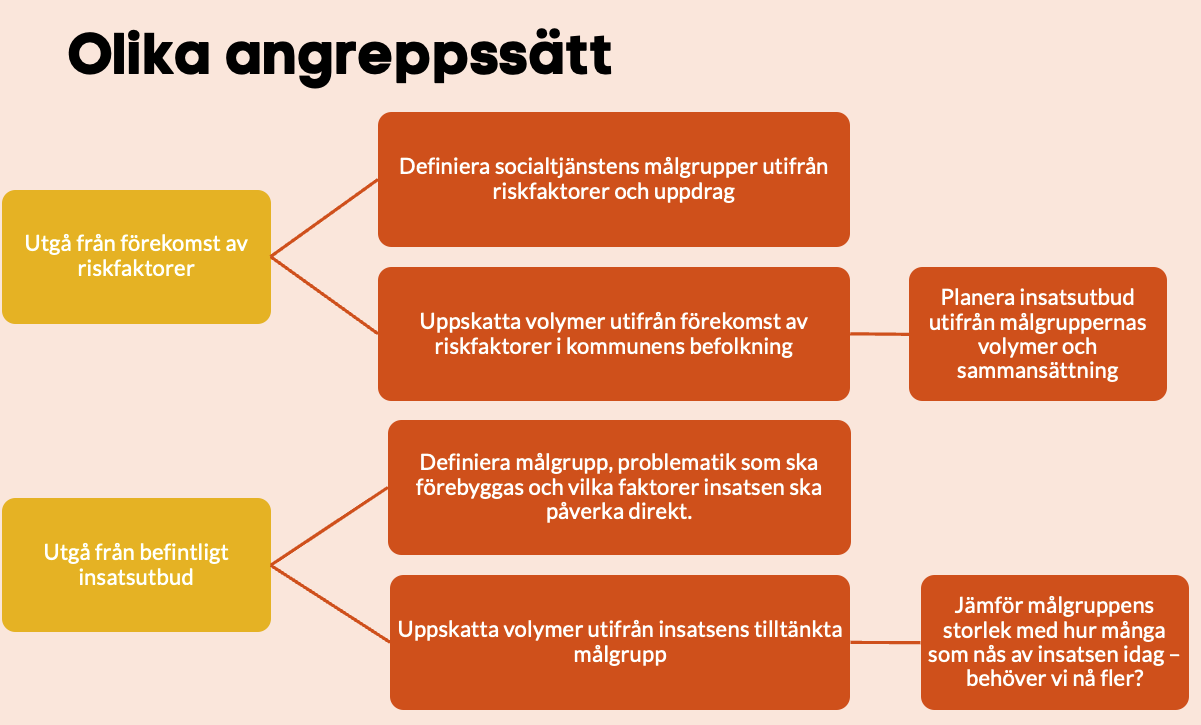 Olika angreppssätt
Definiera socialtjänstens målgrupper utifrån
riskfaktorer och uppdrag
Utgå från förekomst av
riskfaktorer
Uppskatta volymer utifrån förekomst av
riskfaktorer i kommunens befolkning
Planera insatsutbud
utifrån målgruppernas
volymer och
sammansättning
Definiera målgrupp, problematik som ska
förebyggas och vilka faktorer insatsen ska
påverka direkt.
Utgå från befintligt
insatsutbud
Uppskatta volymer utifrån insatsens tilltänkta
målgrupp
Jämför målgruppens
storlek med hur många
som nås av insatsen idag –
behöver vi nå fler?